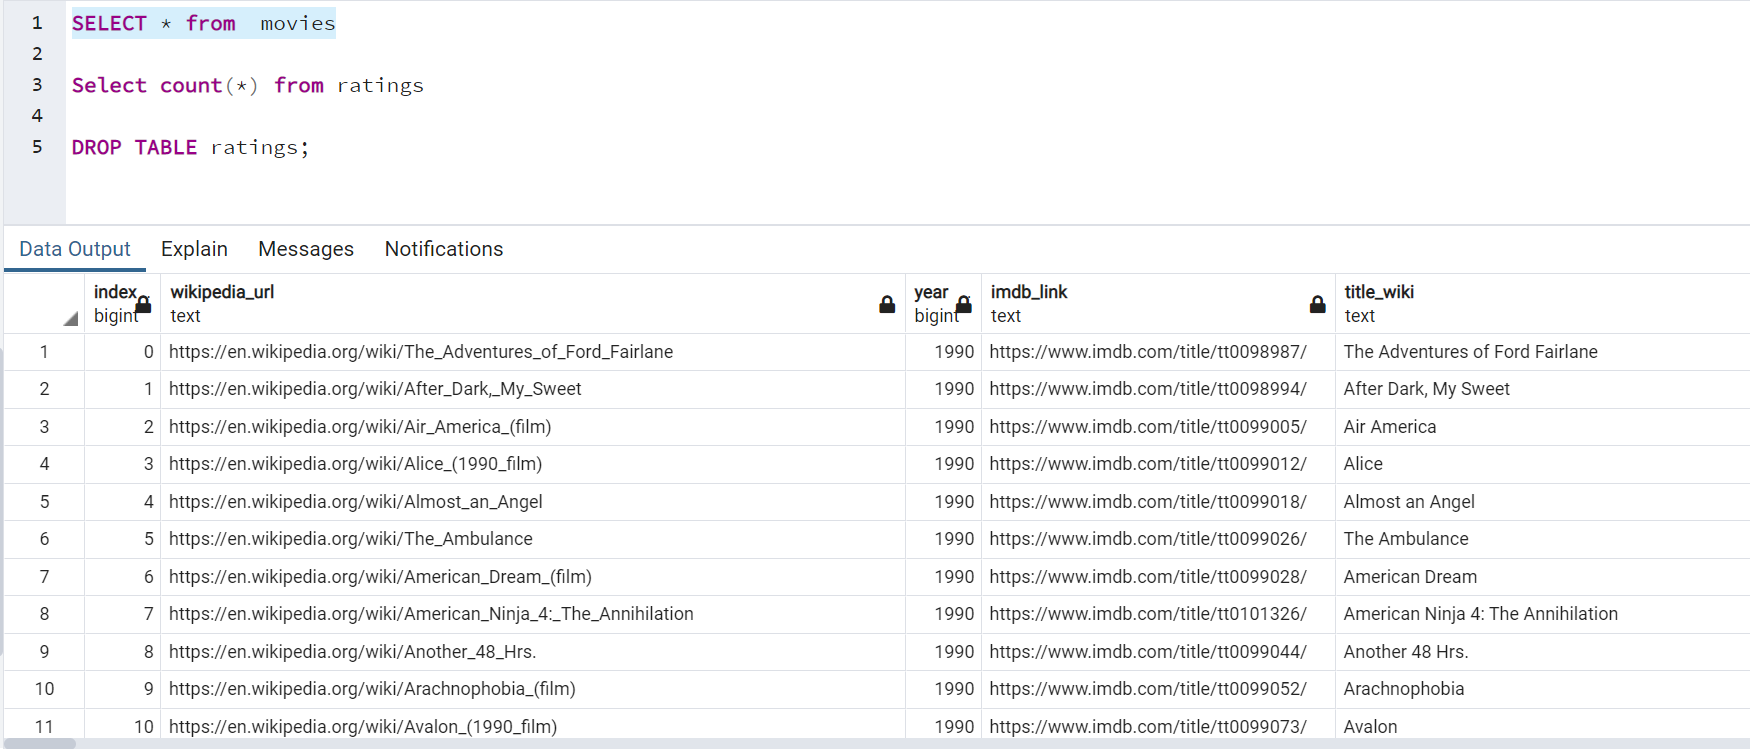 1 SELECT * from  movies
2
3 Select count(*) from ratings
4
5 DROP TABLE ratings;
Data Output Explain Messages Notifications
index wikipedia_url year imdb_link title_wiki
bigint text bigint text text
1 0 https://en.wikipedia.org/wiki/The_Adventures_of_Ford_Fairlane 1990 https://www.imdb.com/title/tt0098987/ The Adventures of Ford Fairlane
2 1 https://en.wikipedia.org/wiki/After_Dark,_My_Sweet 1990 https://www.imdb.com/title/tt0098994/ After Dark, My Sweet
3 2 https://en.wikipedia.org/wiki/Air_America_(film) 1990 https://www.imdb.com/title/tt0099005/ Air America
4 3 https://en.wikipedia.org/wiki/Alice_(1990_film) 1990 https://www.imdb.com/title/tt0099012/ Alice
5 4 https://en.wikipedia.org/wiki/Almost_an_Angel 1990 https://www.imdb.com/title/tt0099018/ Almost an Angel
6 5 https://en.wikipedia.org/wiki/The_Ambulance 1990 https://www.imdb.com/title/tt0099026/ The Ambulance
7 6 https://en.wikipedia.org/wiki/American_Dream_(film) 1990 https://www.imdb.com/title/tt0099028/ American Dream
8 7 https://en.wikipedia.org/wiki/American_Ninja_4:_The_Annihilation 1990 https://www.imdb.com/title/tt0101326/ American Ninja 4: The Annihilation
9 8 https://en.wikipedia.org/wiki/Another_48_Hrs. 1990 https://www.imdb.com/title/tt0099044/ Another 48 Hrs.
10 9 https://en.wikipedia.org/wiki/Arachnophobia_(film) 1990 https://www.imdb.com/title/tt0099052/ Arachnophobia
11 10 https://en.wikipedia.org/wiki/Avalon_(1990_film) 1990 https://www.imdb.com/title/tt0099073/ Avalon